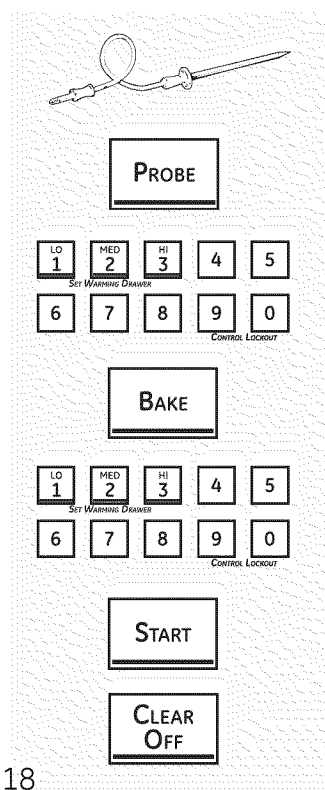 PROBE
LO MED HI
1 2 3 4 5
SET WARMING DRAWER
6 7 8 9 0
CONTROL LOCKOUT
BAKE
LO MED HI
1 2 3 4 5
SET WARMING DRAWER
6 7 8 9 0
CONTROL LOCKOUT
START
CLEAR
OFF
18